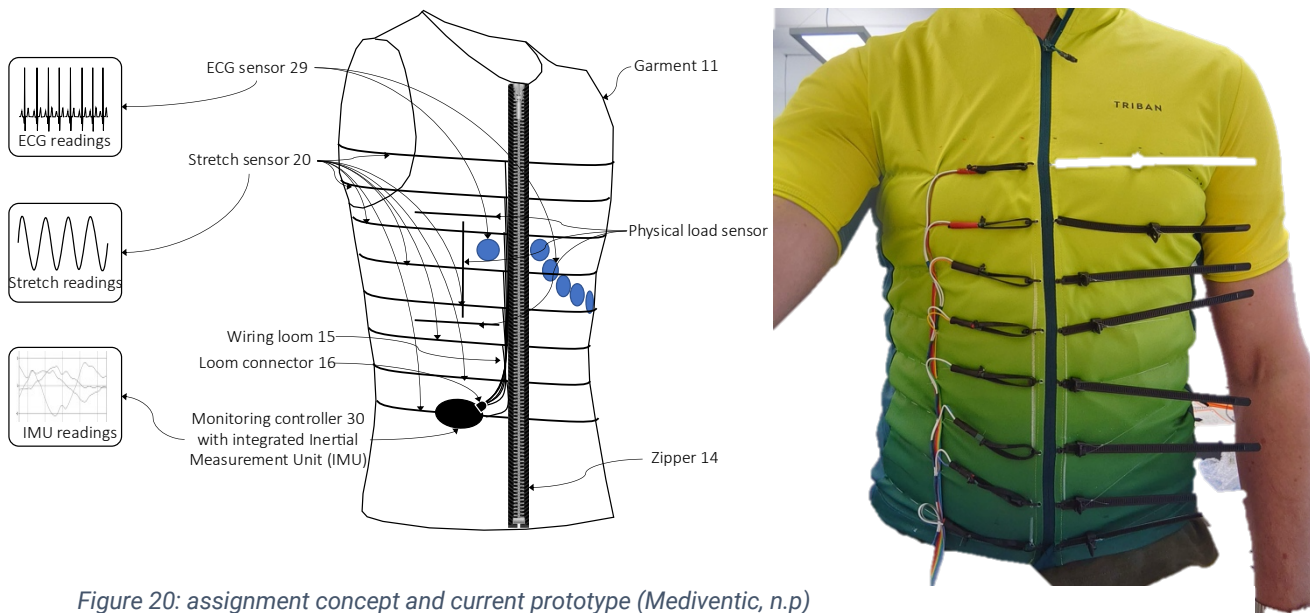 ECG sensor 29
Garment 11
TRIBAN
ECG readings
Stretch sensor 20
Physical load sensor
Stretch readings
Wiring loom 15
Loom connector 16
Monitoring controller 30
with integrated Inertial
Measurement Unit (IMU)
IMU readings
Zipper 14
Figure 20: assignment concept and current prototype (Mediventic, n.p)